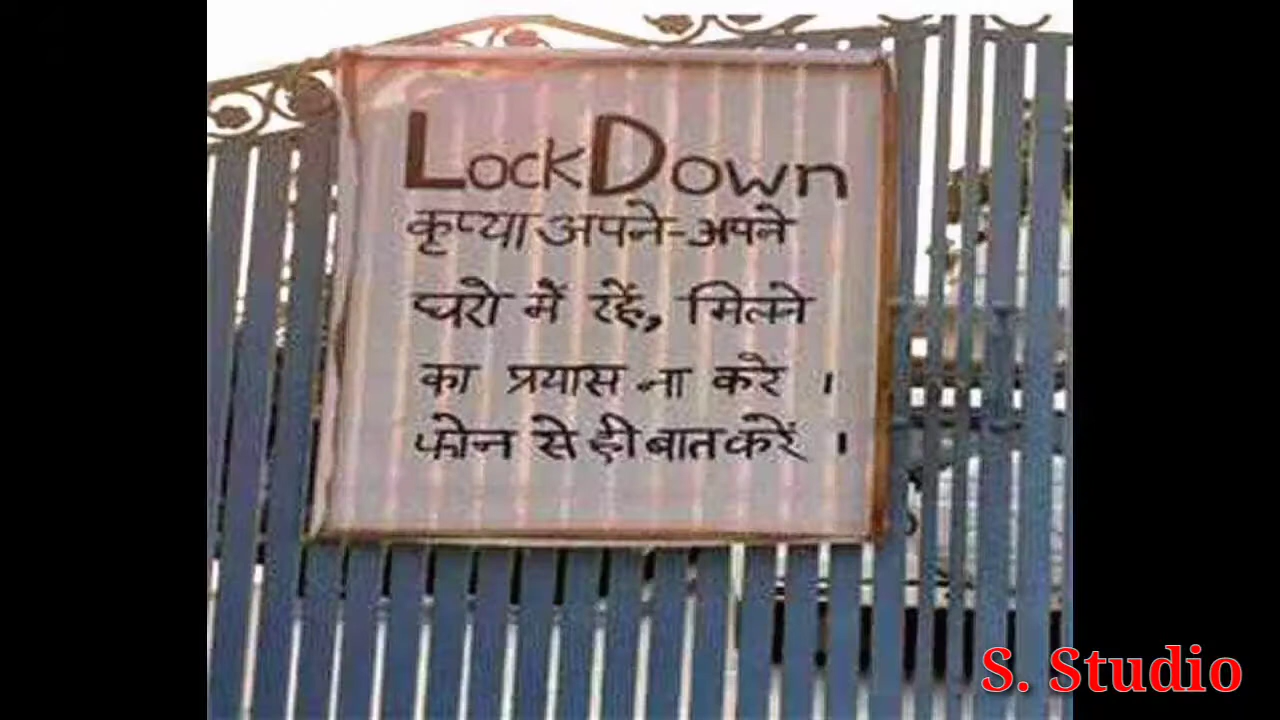 LockDown
कृप्या अपने-अपने
घरो में रहें, मिलने
का प्रयास ना करे ।
फोन से ही बात करें ।
S. Studio